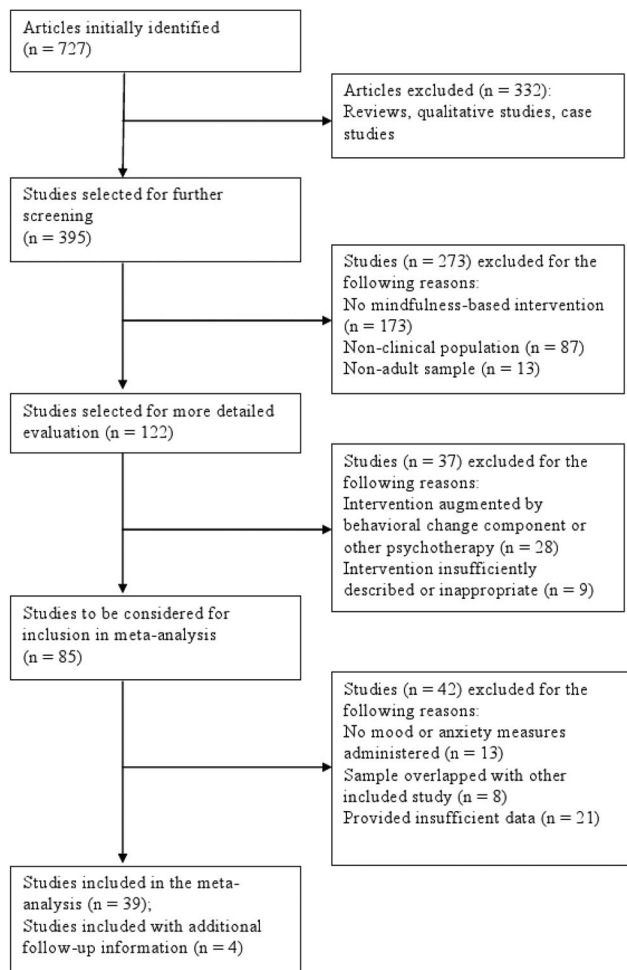 Articles initially identified
(n = 727)
Articles excluded (n = 332):
Reviews, qualitative studies, case
studies
Studies selected for further
screening
(n = 395)
Studies (n = 273) excluded for the
following reasons:
No mindfulness-based intervention
(n = 173)
Non-clinical population (n = 87)
Non-adult sample (n = 13)
Studies selected for more detailed
evaluation (n = 122)
Studies (n = 37) excluded for the
following reasons:
Intervention augmented by
behavioral change component or
other psychotherapy (n = 28)
Intervention insufficiently
described or inappropriate (n = 9)
Studies to be considered for
inclusion in meta-analysis
(n = 85)
Studies (n = 42) excluded for the
following reasons:
No mood or anxiety measures
administered (n = 13)
Sample overlapped with other
included study (n = 8)
Provided insufficient data (n = 21)
Studies included in the meta-
analysis (n = 39);
Studies included with additional
follow-up information (n = 4)